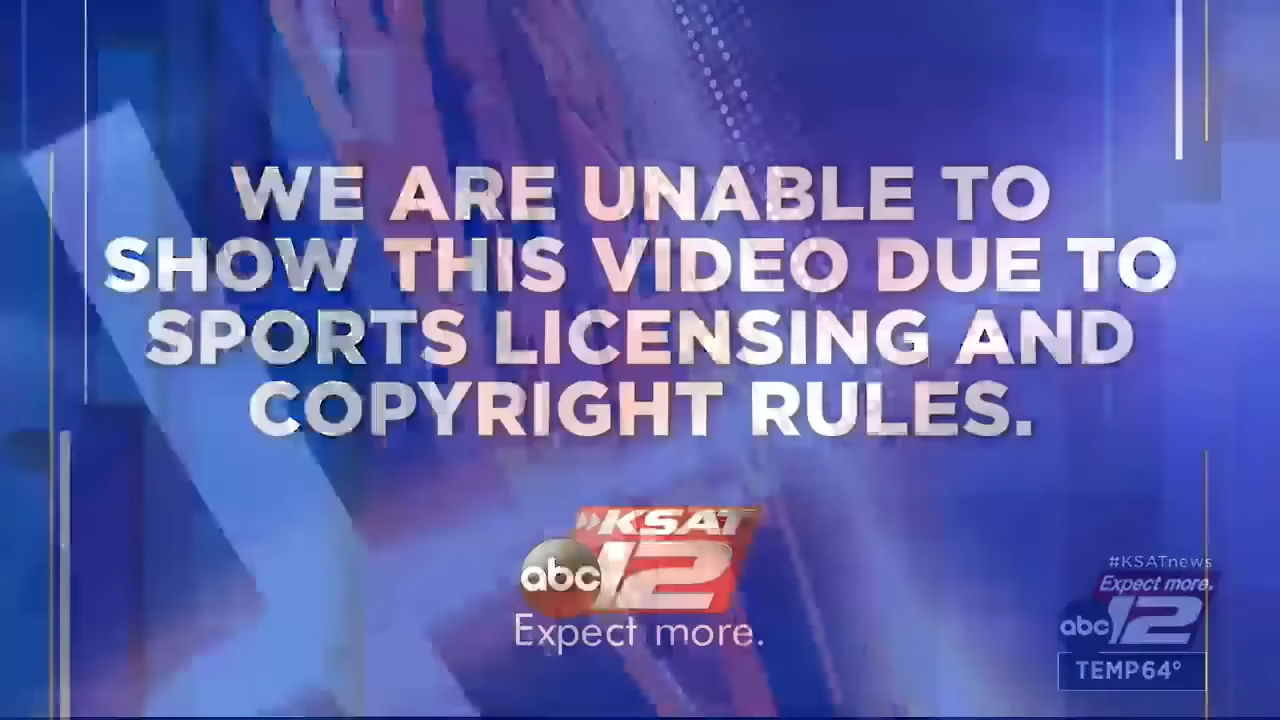 WE ARE UNABLE TO
SHOW THIS VIDEO DUE TO
SPORTS LICENSING AND
COPYRIGHT RULES.
»KSAT
abc 12
Expect more.
#KSATnews
Expect more.
abc 12
TEMP64°